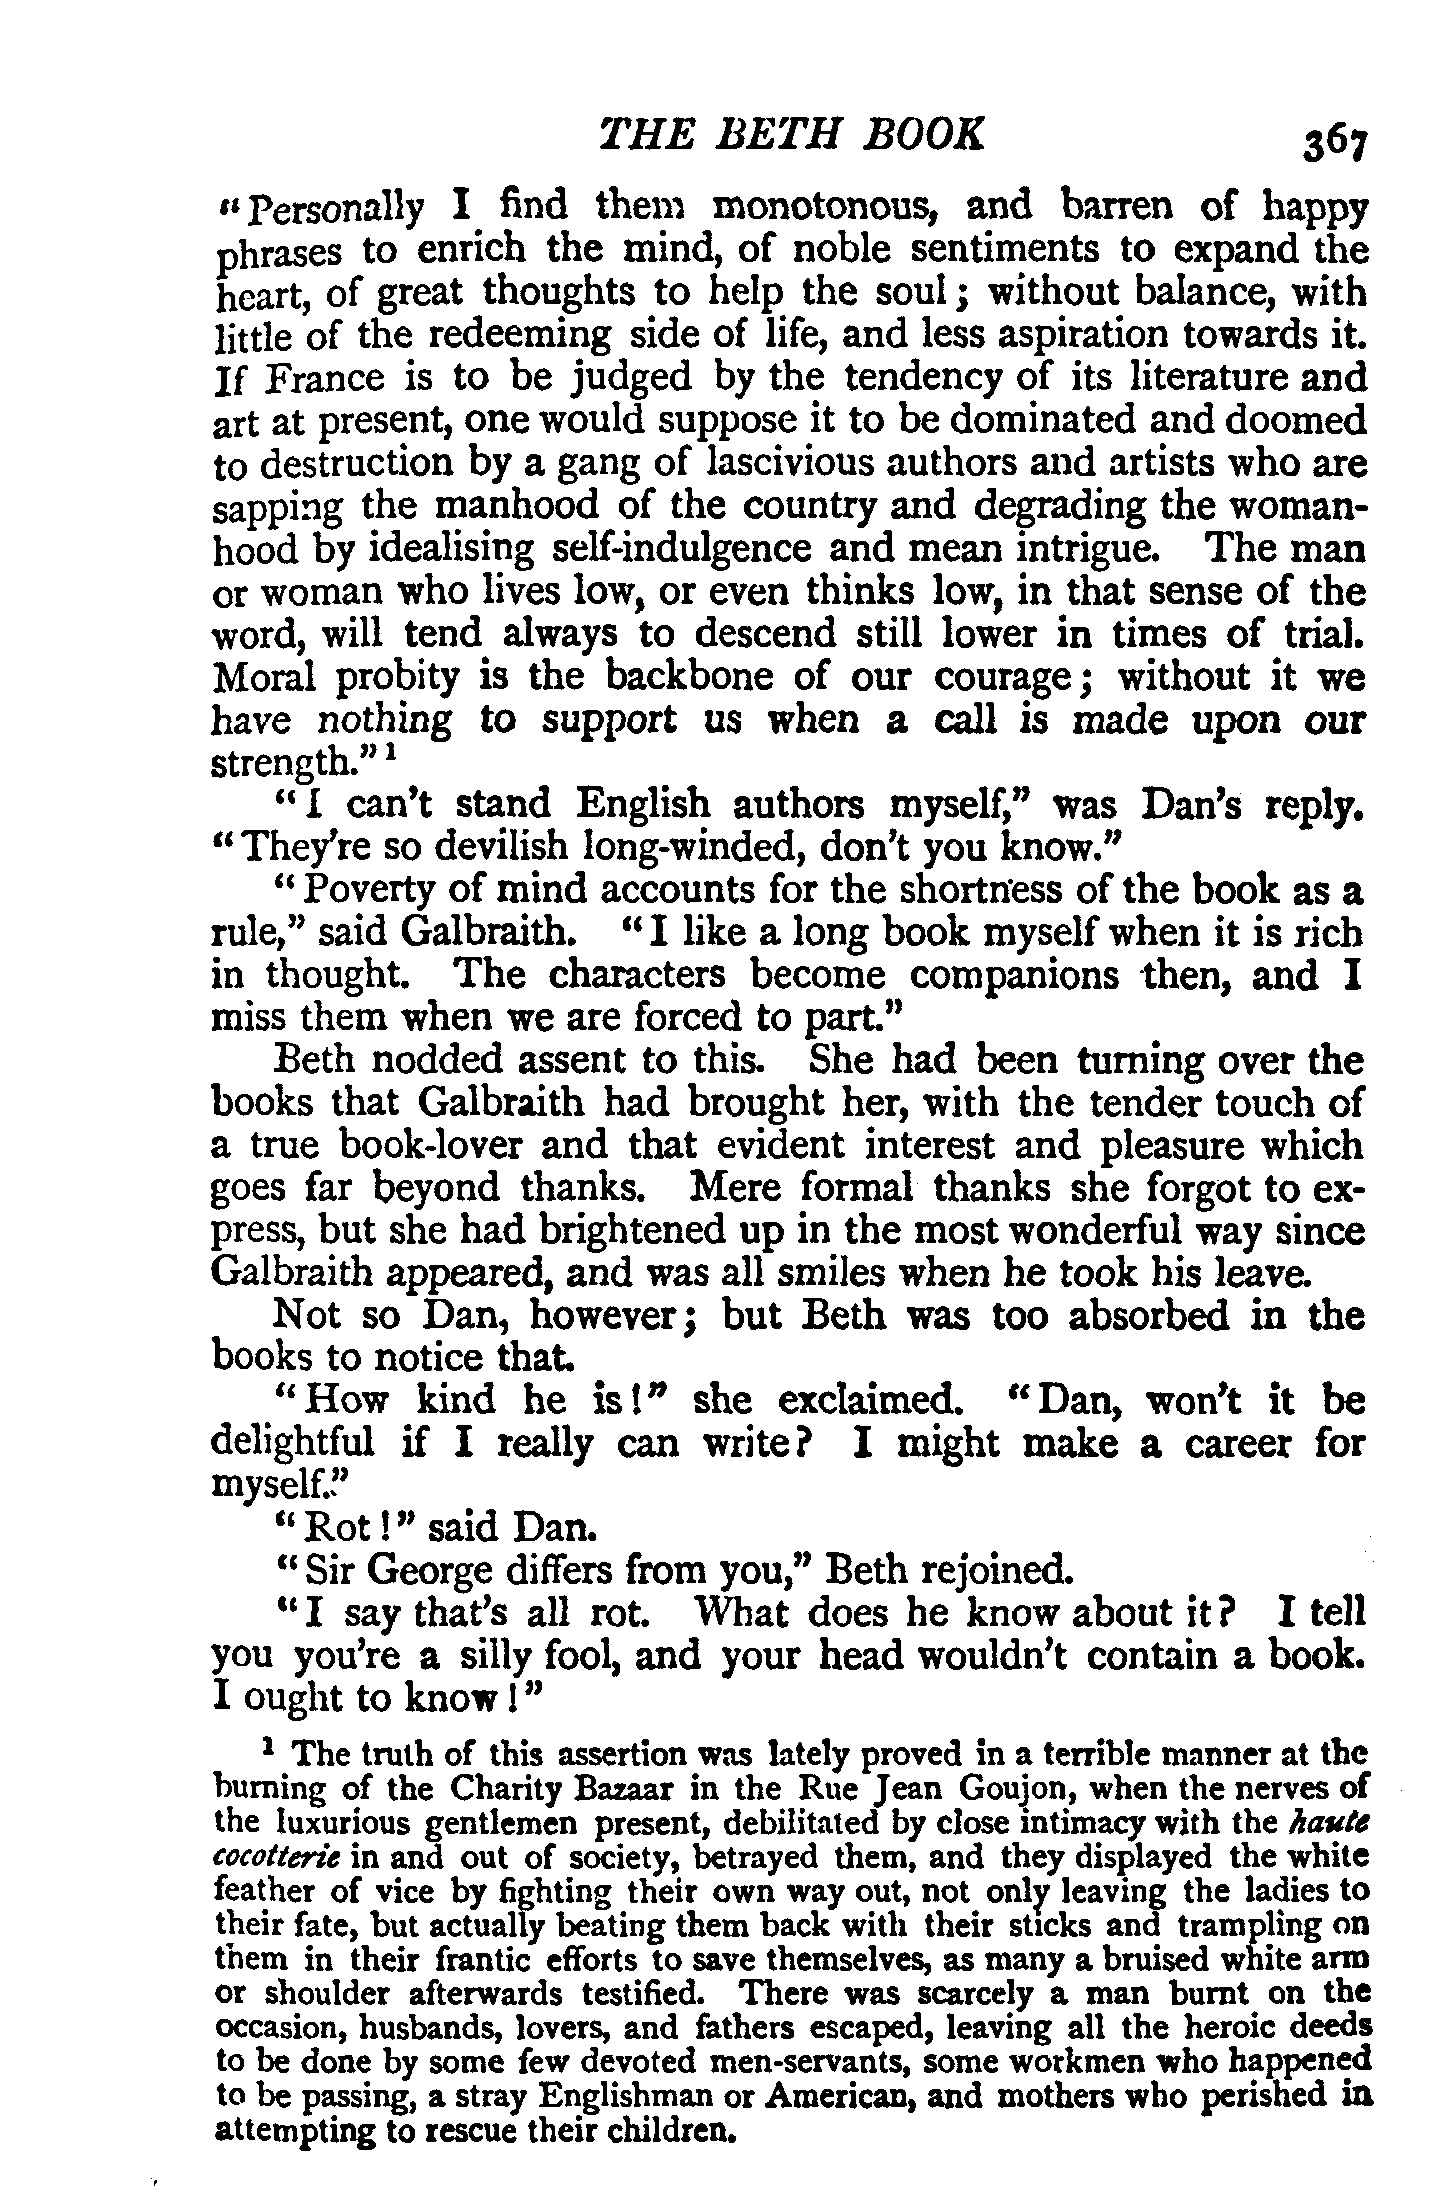 THE BETH BOOK 367
"Personally I find them monotonous, and barren of happy
phrases to enrich the mind, of noble sentiments to expand the
heart, of great thoughts to help the soul; without balance, with
little of the redeeming side of life, and less aspiration towards it.
If France is to be judged by the tendency of its literature and
art at present, one would suppose it to be dominated and doomed
to destruction by a gang of lascivious authors and artists who are
sapping the manhood of the country and degrading the woman-
hood by idealising self-indulgence and mean intrigue. The man
or woman who lives low, or even thinks low, in that sense of the
word, will tend always to descend still lower in times of trial.
Moral probity is the backbone of our courage; without it we
have nothing to support us when a call is made upon our
strength."¹
"I can't stand English authors myself," was Dan's reply.
"They're so devilish long-winded, don't you know."
"Poverty of mind accounts for the shortness of the book as a
rule," said Galbraith. "I like a long book myself when it is rich
in thought. The characters become companions then, and I
miss them when we are forced to part."
Beth nodded assent to this. She had been turning over the
books that Galbraith had brought her, with the tender touch of
a true book-lover and that evident interest and pleasure which
goes far beyond thanks. Mere formal thanks she forgot to ex-
press, but she had brightened up in the most wonderful way since
Galbraith appeared, and was all smiles when he took his leave.
Not so Dan, however; but Beth was too absorbed in the
books to notice that.
"How kind he is!" she exclaimed. "Dan, won't it be
delightful if I really can write? I might make a career for
myself."
"Rot!" said Dan.
"Sir George differs from you," Beth rejoined.
"I say that's all rot. What does he know about it? I tell
you you're a silly fool, and your head wouldn't contain a book.
I ought to know!"
¹ The truth of this assertion was lately proved in a terrible manner at the
burning of the Charity Bazaar in the Rue Jean Goujon, when the nerves of
the luxurious gentlemen present, debilitated by close intimacy with the haute
cocotterie in and out of society, betrayed them, and they displayed the white
feather of vice by fighting their own way out, not only leaving the ladies to
their fate, but actually beating them back with their sticks and trampling on
them in their frantic efforts to save themselves, as many a bruised white arm
or shoulder afterwards testified. There was scarcely a man burnt on the
occasion, husbands, lovers, and fathers escaped, leaving all the heroic deeds
to be done by some few devoted men-servants, some workmen who happened
to be passing, a stray Englishman or American, and mothers who perished in
attempting to rescue their children.